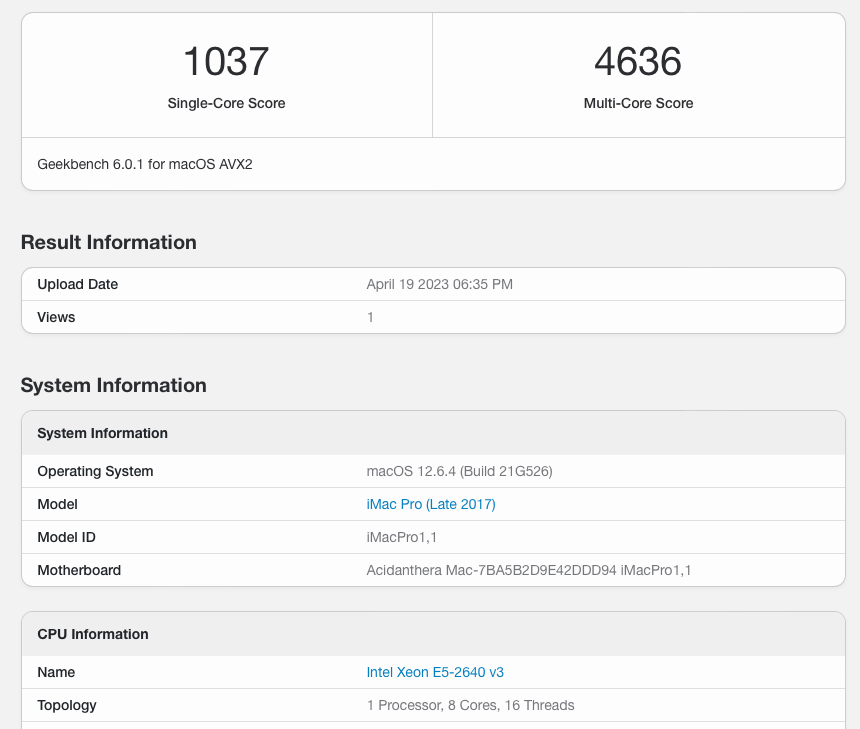 1037 4636
Single-Core Score Multi-Core Score
Geekbench 6.0.1 for macOS AVX2
Result Information
Upload Date April 19 2023 06:35 PM
Views 1
System Information
System Information
Operating System macOS 12.6.4 (Build 21G526)
Model iMac Pro (Late 2017)
Model ID iMacPro1,1
Motherboard Acidanthera Mac-7BA5B2D9E42DDD94 iMacPro1,1
CPU Information
Name Intel Xeon E5-2640 v3
Topology 1 Processor, 8 Cores, 16 Threads